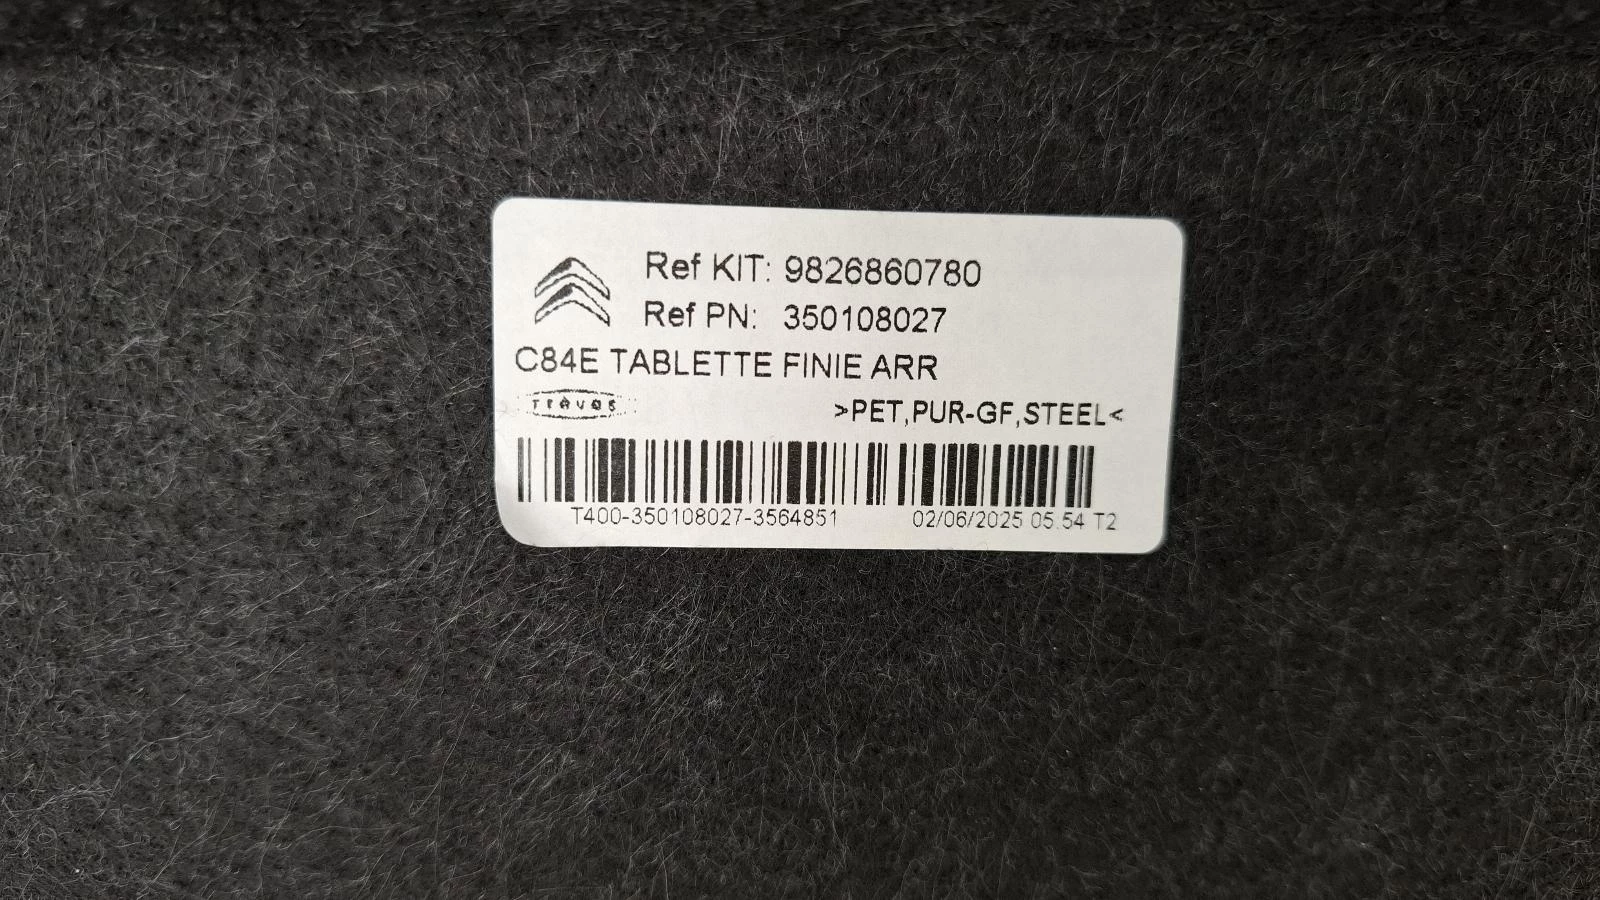 Ref KIT: 9826860780
Ref PN: 350108027
C84E TABLETTE FINIE ARR
>PET,PUR-GF,STEEL<
T400-350108027-3564851 02/06/2025 05.54 T2